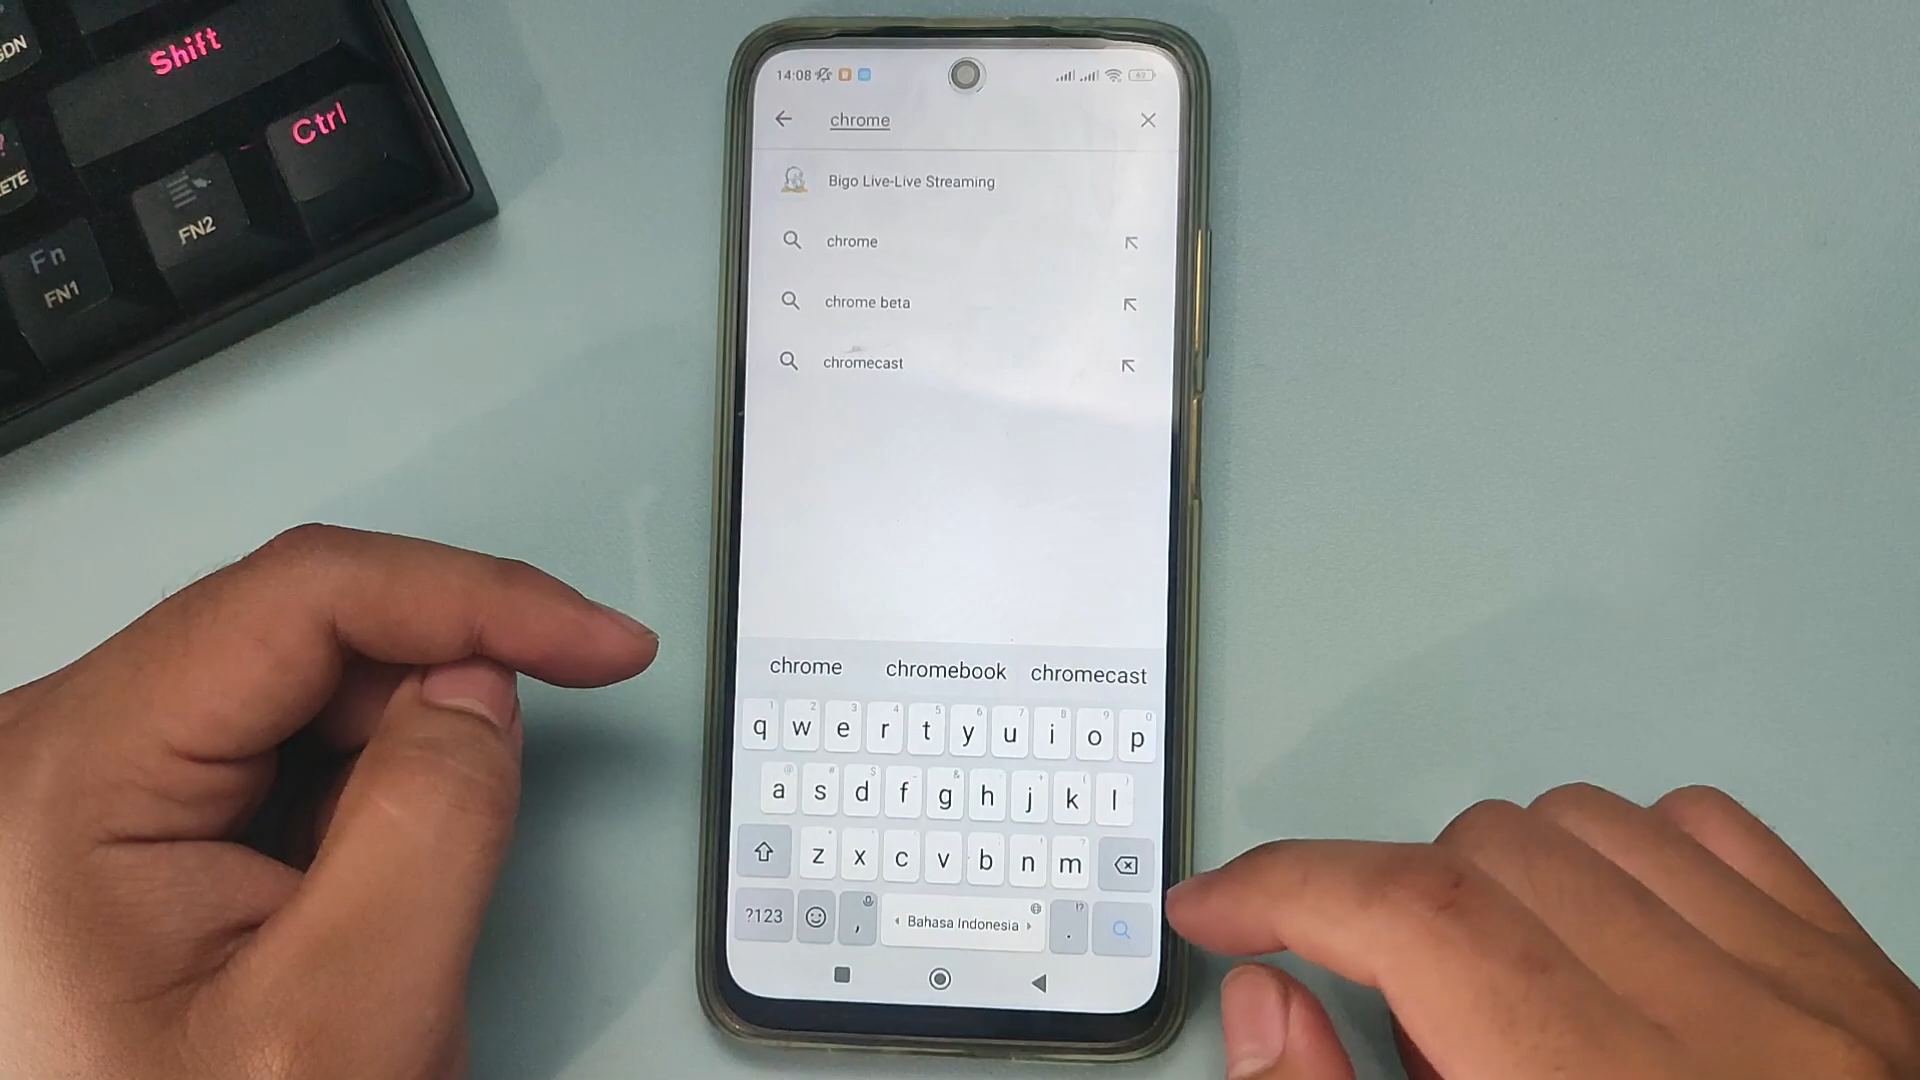 Shift
Ctrl
FN2
Fn
FN1
14:08
chrome
Bigo Live-Live Streaming
chrome
chrome beta
chromecast
chrome chromebook chromecast
q w e r t y u i o p
a s d f g h j k l
z x c v b n m
?123 , Bahasa Indonesia .